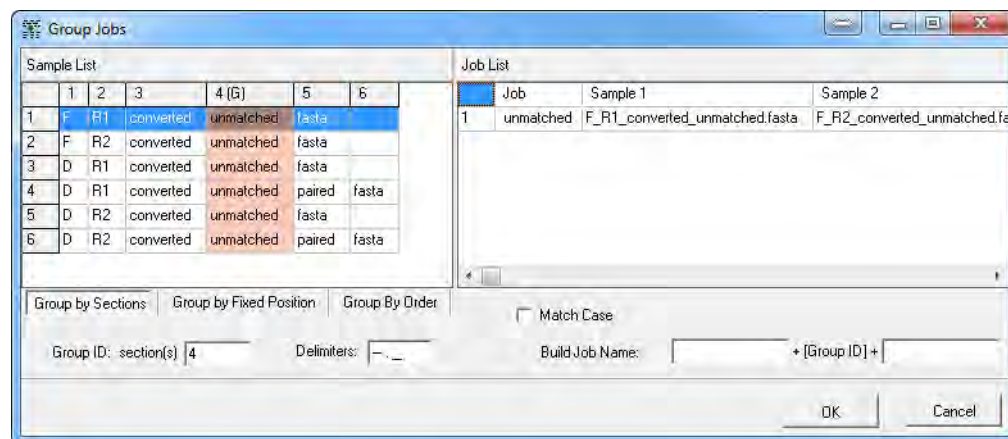 Group Jobs
Sample List
1 2 3 4 (G) 5 6
1 F R1 converted unmatched fasta
2 F R2 converted unmatched fasta
3 D R1 converted unmatched fasta
4 D R1 converted unmatched paired fasta
5 D R2 converted unmatched fasta
6 D R2 converted unmatched paired fasta
Job List
Job Sample 1 Sample 2
1 unmatched F_R1_converted_unmatched.fasta F_R2_converted_unmatched.fa
Group by Sections Group by Fixed Position Group By Order
Match Case
Group ID: section(s) 4 Delimiters: – . _ Build Job Name: + [Group ID] +
OK Cancel